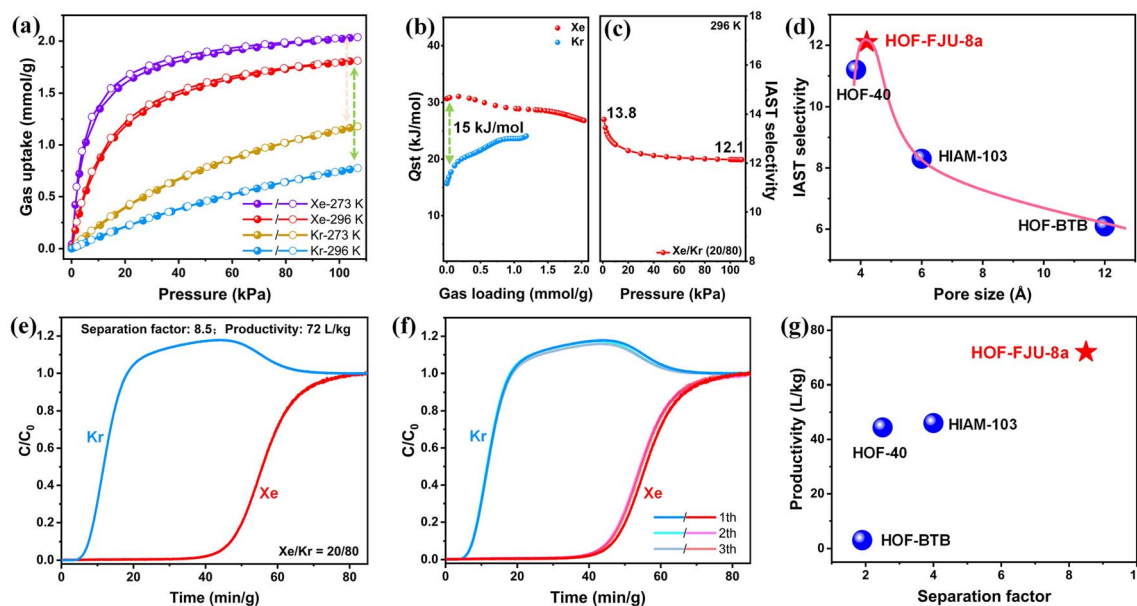 (a)
Gas uptake (mmol/g)
2.0
1.5
1.0
0.5
0.0
/ Xe-273 K
/ Xe-296 K
/ Kr-273 K
/ Kr-296 K
0 20 40 60 80 100
Pressure (kPa)
(b)
Qst (kJ/mol)
50
40
30
20
10
Xe
Kr
15 kJ/mol
0.0 0.5 1.0 1.5 2.0
Gas loading (mmol/g)
(c)
296 K
13.8
12.1
Xe/Kr (20/80)
0 20 40 60 80 100
Pressure (kPa)
18
16
14
12
10
8
IAST selectivity
(d)
IAST selectivity
12
10
8
6
HOF-FJU-8a
HOF-40
HIAM-103
HOF-BTB
4 6 8 10 12
Pore size (Å)
(e)
Separation factor: 8.5; Productivity: 72 L/kg
C/C0
1.2
1.0
0.8
0.6
0.4
0.2
0.0
Kr
Xe
Xe/Kr = 20/80
0 20 40 60 80
Time (min/g)
(f)
C/C0
1.2
1.0
0.8
0.6
0.4
0.2
0.0
Kr
Xe
/ 1th
/ 2th
/ 3th
0 20 40 60 80
Time (min/g)
(g)
Productivity (L/kg)
80
60
40
20
0
HOF-FJU-8a
HIAM-103
HOF-40
HOF-BTB
2 4 6 8
Separation factor